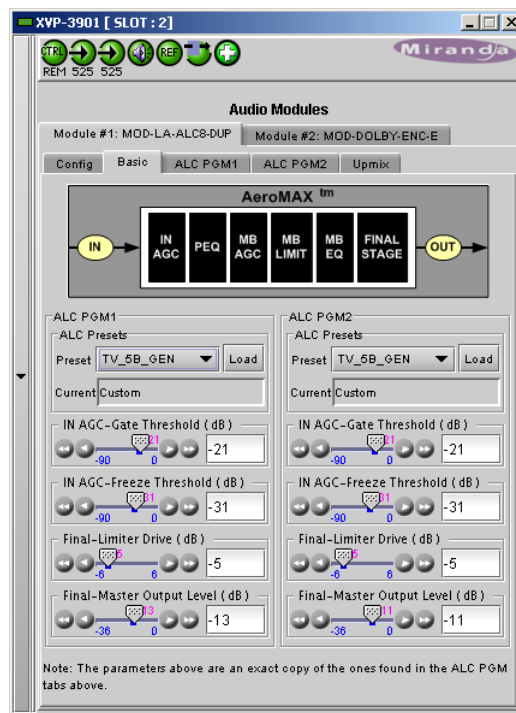 XVP-3901 [ SLOT : 2 ]
CTRL REF
REM 525 525
Miranda
Audio Modules
Module #1: MOD-LA-ALC8-DUP Module #2: MOD-DOLBY-ENC-E
Config Basic ALC PGM1 ALC PGM2 Upmix
AeroMAX tm
IN IN AGC PEQ MB AGC MB LIMIT MB EQ FINAL STAGE OUT
ALC PGM1
ALC Presets
Preset TV_5B_GEN Load
Current Custom
IN AGC-Gate Threshold ( dB )
21
-90 0 -21
IN AGC-Freeze Threshold ( dB )
31
-90 0 -31
Final-Limiter Drive ( dB )
5
-6 6 -5
Final-Master Output Level ( dB )
13
-36 0 -13
ALC PGM2
ALC Presets
Preset TV_5B_GEN Load
Current Custom
IN AGC-Gate Threshold ( dB )
21
-90 0 -21
IN AGC-Freeze Threshold ( dB )
31
-90 0 -31
Final-Limiter Drive ( dB )
5
-6 6 -5
Final-Master Output Level ( dB )
11
-36 0 -11
Note: The parameters above are an exact copy of the ones found in the ALC PGM
tabs above.